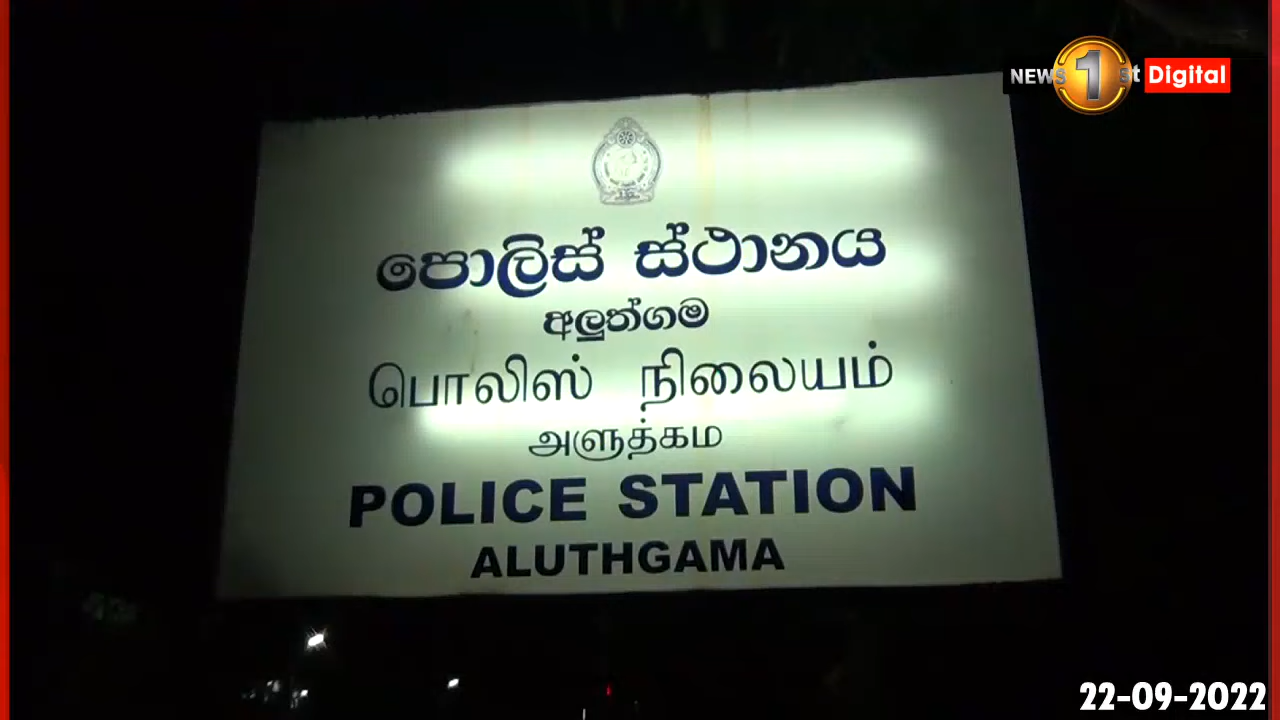 NEWS 1st Digital
පොලිස් ස්ථානය
අලුත්ගම
பொலிஸ் நிலையம்
அளுத்கம
POLICE STATION
ALUTHGAMA
22-09-2022